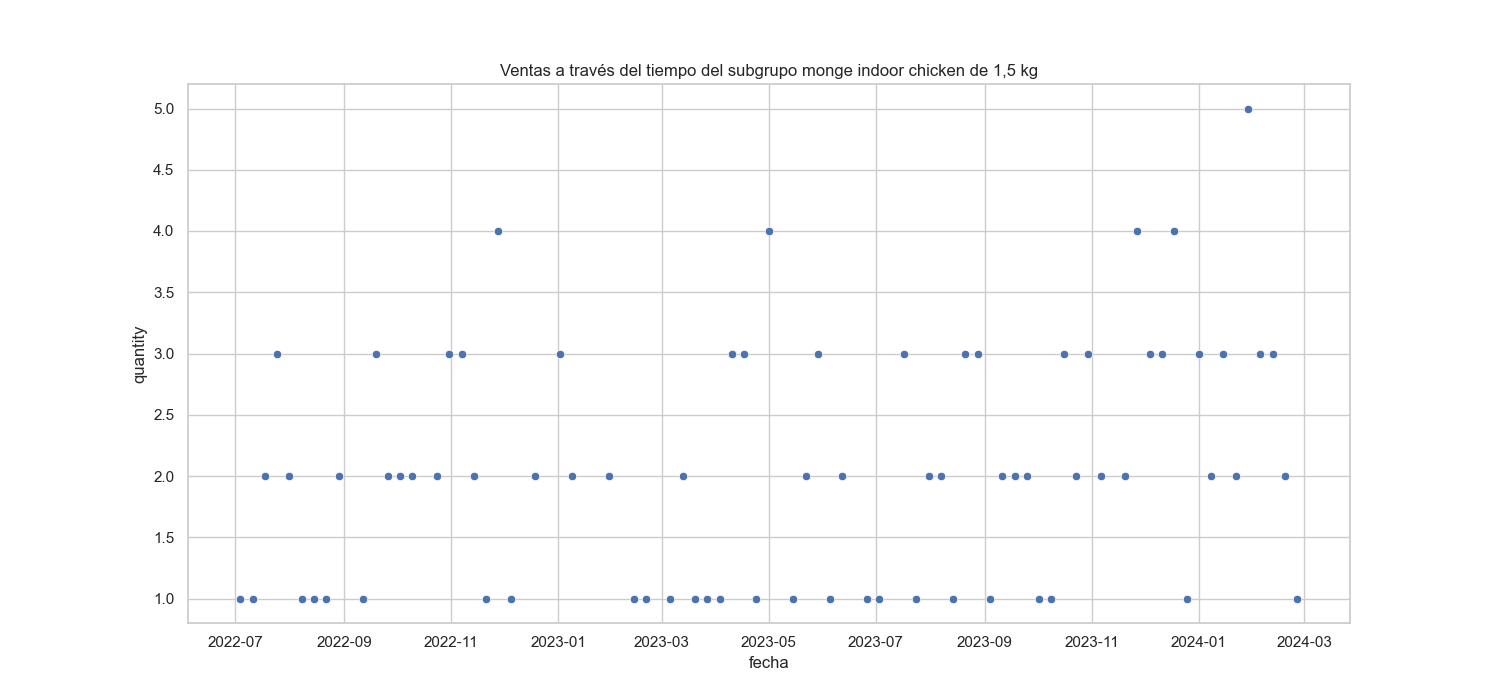 Ventas a través del tiempo del subgrupo monge indoor chicken de 1,5 kg
5.0
4.5
4.0
3.5
3.0
2.5
2.0
1.5
1.0
quantity
2022-07 2022-09 2022-11 2023-01 2023-03 2023-05 2023-07 2023-09 2023-11 2024-01 2024-03
fecha